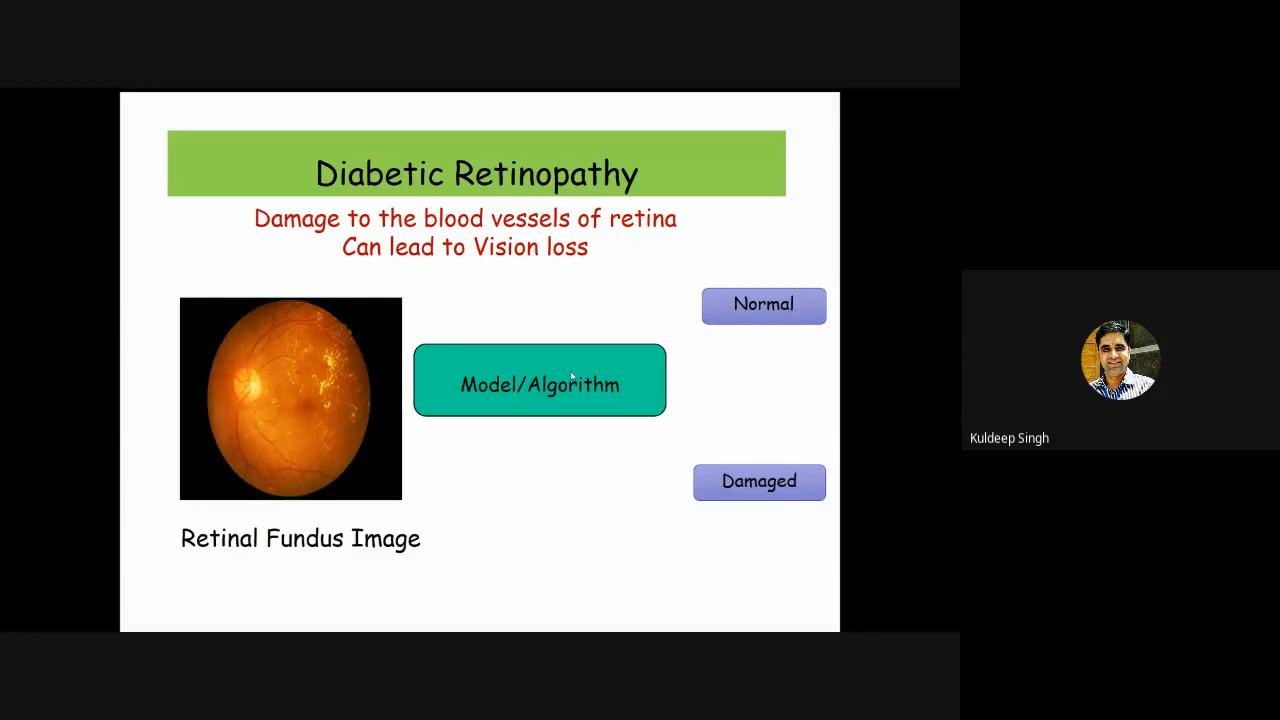 Diabetic Retinopathy
Damage to the blood vessels of retina
Can lead to Vision loss
Normal
Model/Algorithm
Damaged
Retinal Fundus Image
Kuldeep Singh